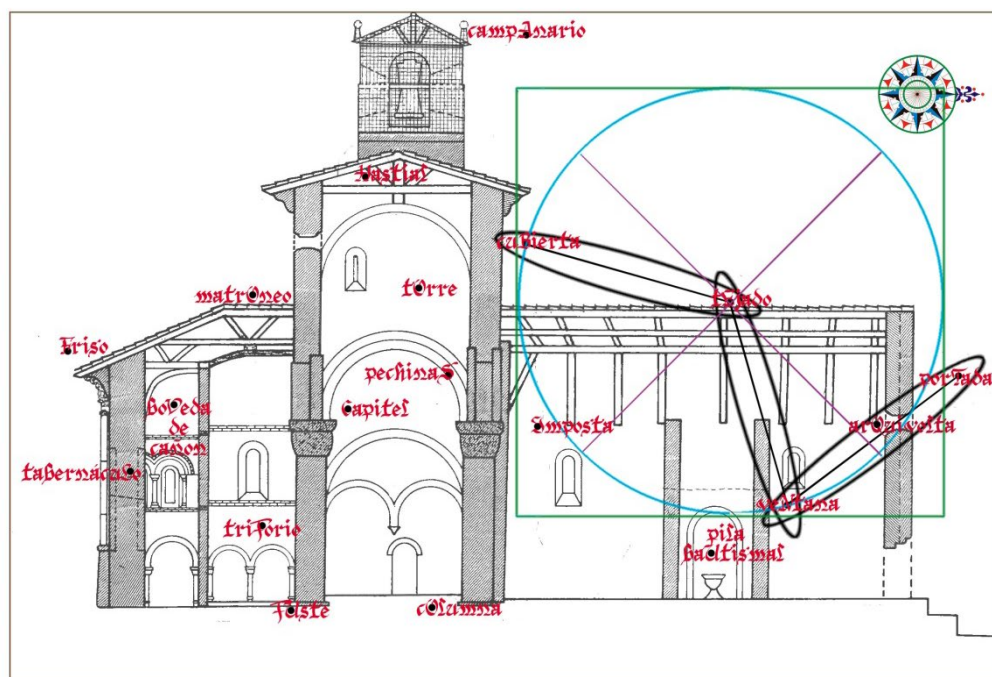 campAnario
Hastial
cuBierta
matrOneo
tOrre
tEjado
Friso
pechinaS
porTada
boVeda
de
cañon
Capitel
Imposta
arQuivolta
tabernáculo
veNtana
triForio
pila
bautismal
Fuste
cOlumna